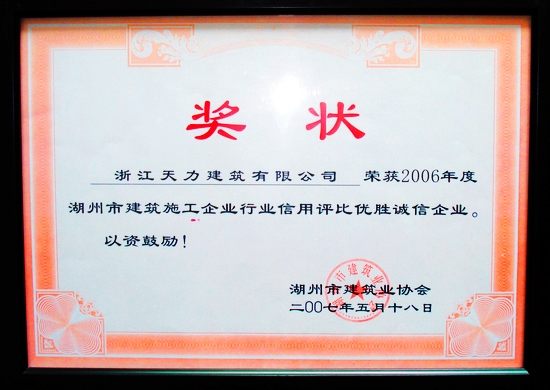 奖 状
浙江天力建筑有限公司 荣获2006年度
湖州市建筑施工企业行业信用评比优胜诚信企业。
以资鼓励！
湖州市建筑业协会
二00七年五月十八日